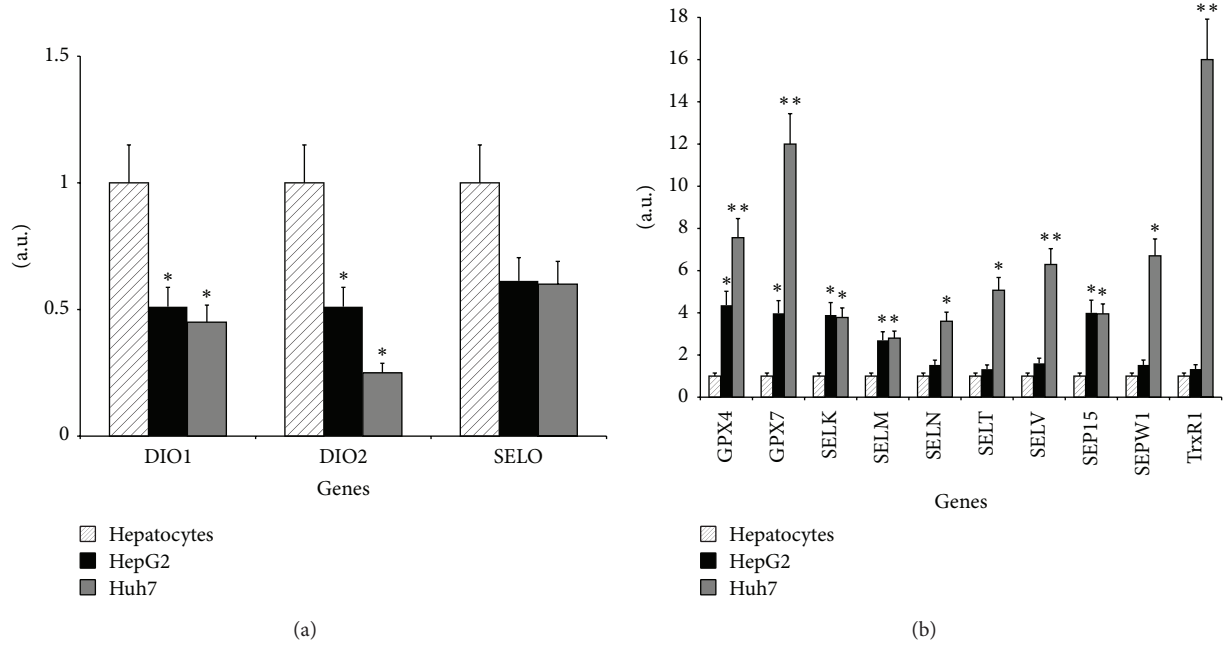 1.5
1
0.5
0
(a.u.)
* * * *
DIO1 DIO2 SELO
Genes
Hepatocytes
HepG2
Huh7
(a)
18
16
14
12
10
8
6
4
2
0
(a.u.)
* ** * ** * * * * * * ** * * * **
GPX4 GPX7 SELK SELM SELN SELT SELV SEP15 SEPW1 TrxR1
Genes
Hepatocytes
HepG2
Huh7
(b)